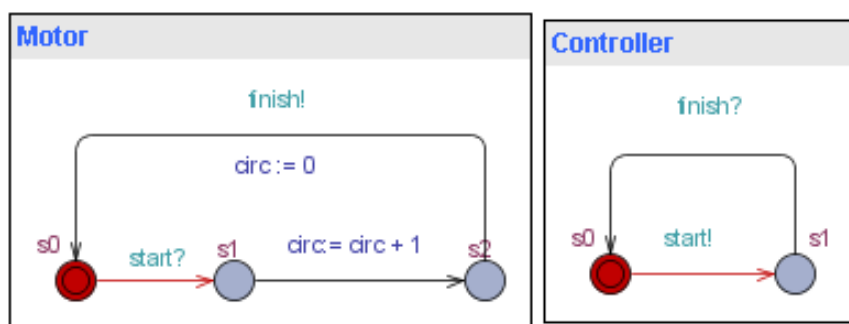 Motor
finish!
circ := 0
s0
start?
s1
circ:= circ + 1
s2
Controller
finish?
s0
start!
s1